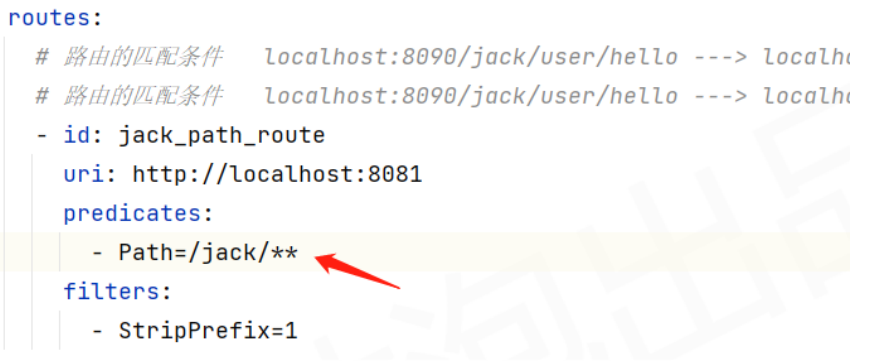 routes:
# 路由的匹配条件 localhost:8090/jack/user/hello ---> localh
# 路由的匹配条件 localhost:8090/jack/user/hello ---> localh
- id: jack_path_route
uri: http://localhost:8081
predicates:
- Path=/jack/**
filters:
- StripPrefix=1